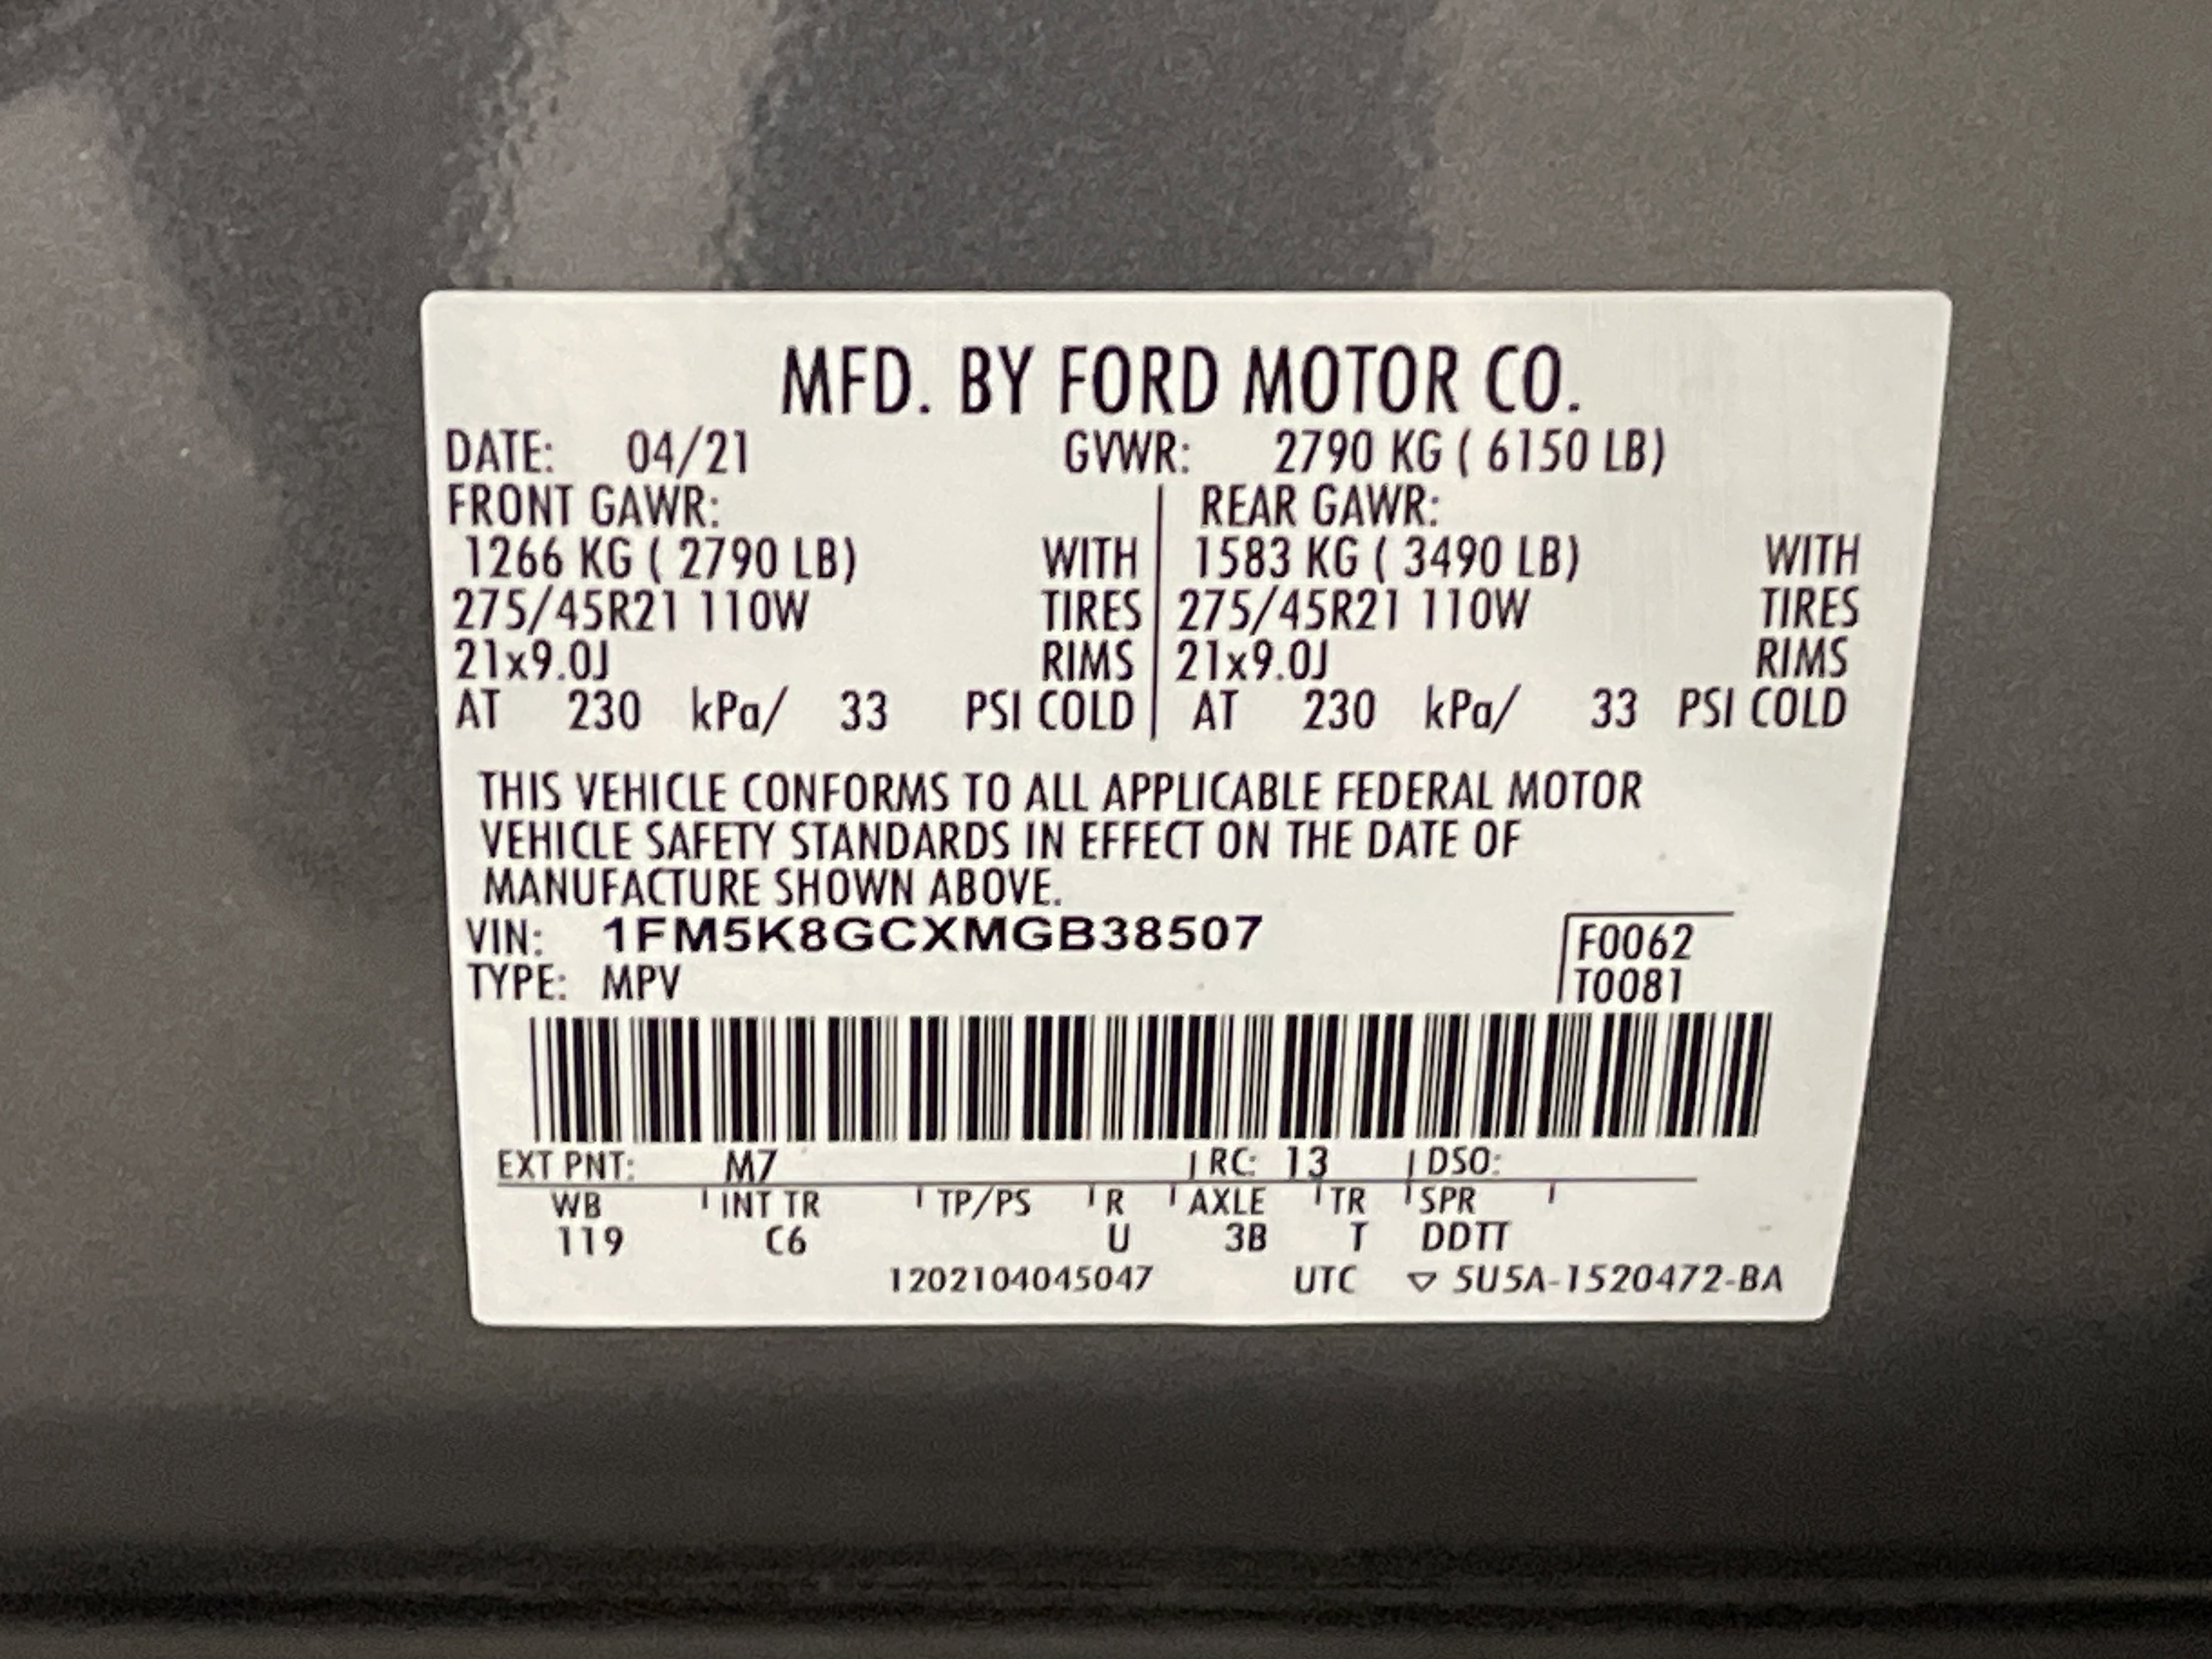 MFD. BY FORD MOTOR CO.
DATE: 04/21 GVWR: 2790 KG ( 6150 LB)
FRONT GAWR: REAR GAWR:
1266 KG ( 2790 LB) WITH 1583 KG ( 3490 LB) WITH
275/45R21 110W TIRES 275/45R21 110W TIRES
21x9.0J RIMS 21x9.0J RIMS
AT 230 kPa/ 33 PSI COLD AT 230 kPa/ 33 PSI COLD
THIS VEHICLE CONFORMS TO ALL APPLICABLE FEDERAL MOTOR
VEHICLE SAFETY STANDARDS IN EFFECT ON THE DATE OF
MANUFACTURE SHOWN ABOVE.
VIN: 1FM5K8GCXMGB38507 F0062
TYPE: MPV T0081
EXT PNT: M7 RC: 13 DSO:
WB INT TR TP/PS R AXLE TR SPR
119 C6 U 3B T DDTT
1202104045047 UTC ▽ 5U5A-1520472-BA